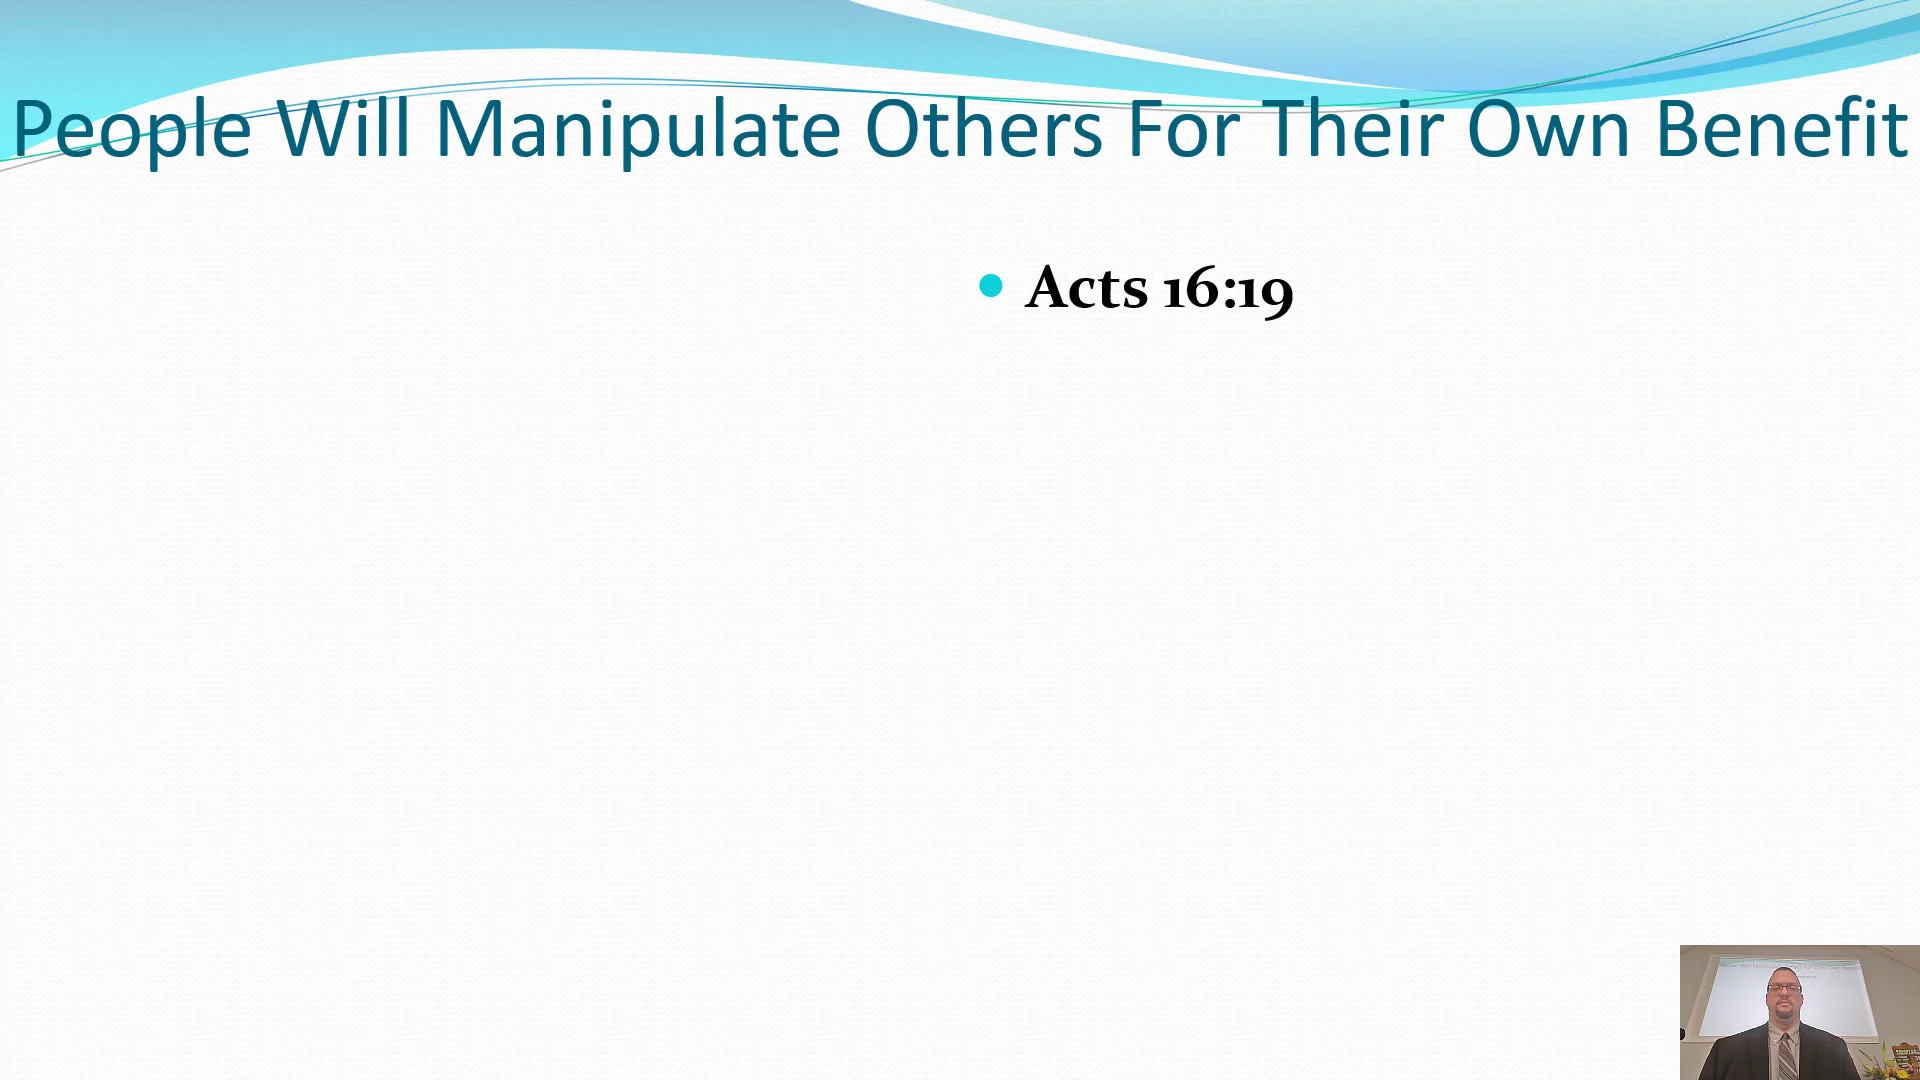 People Will Manipulate Others For Their Own Benefit
Acts 16:19